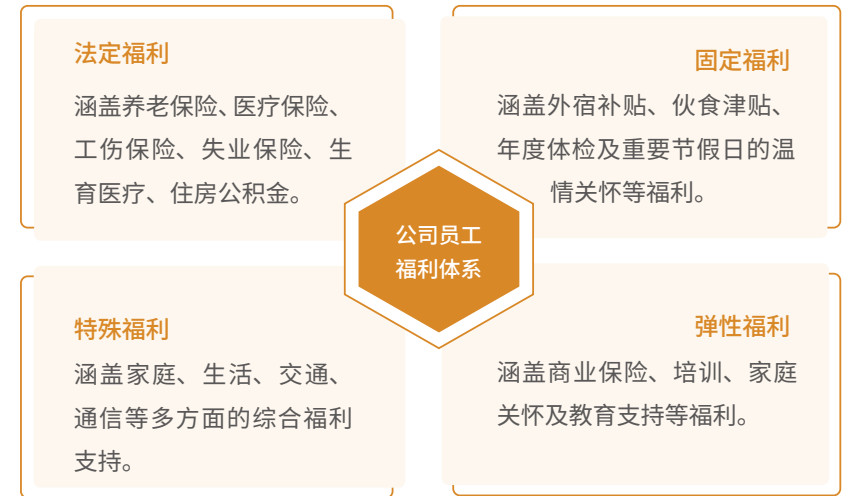 法定福利
涵盖养老保险、医疗保险、
工伤保险、失业保险、生
育医疗、住房公积金。
固定福利
涵盖外宿补贴、伙食津贴、
年度体检及重要节假日的温
情关怀等福利。
公司员工
福利体系
特殊福利
涵盖家庭、生活、交通、
通信等多方面的综合福利
支持。
弹性福利
涵盖商业保险、培训、家庭
关怀及教育支持等福利。